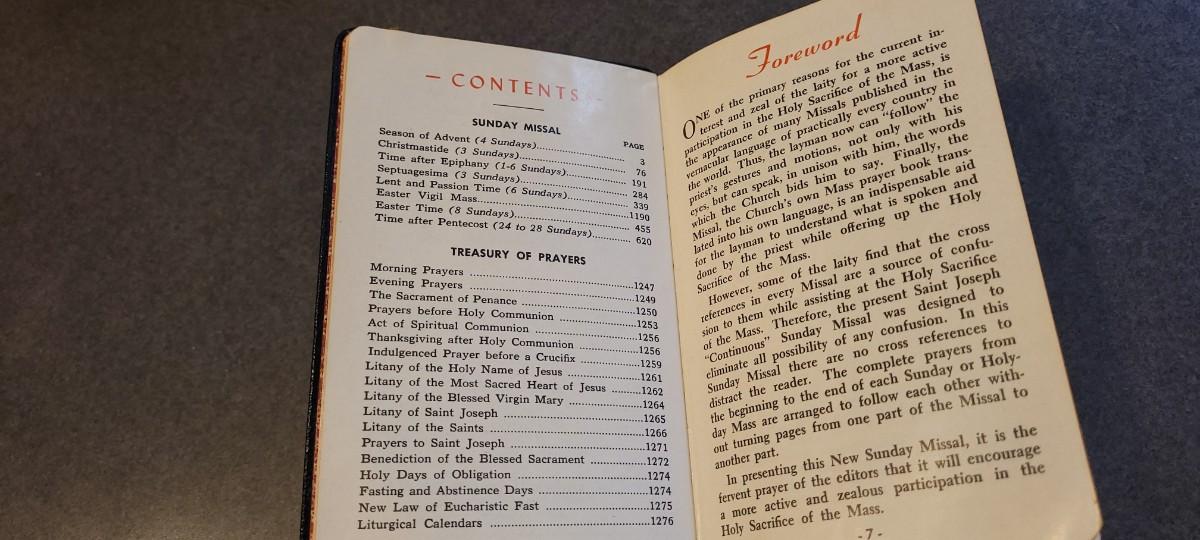 — CONTENTS —
SUNDAY MISSAL
PAGE
Season of Advent (4 Sundays)........................ 3
Christmastide (3 Sundays)........................ 76
Time after Epiphany (1-6 Sundays)........................ 191
Septuagesima (3 Sundays)........................ 284
Lent and Passion Time (6 Sundays)........................ 339
Easter Vigil Mass........................1190
Easter Time (8 Sundays)........................ 455
Time after Pentecost (24 to 28 Sundays)........................ 620
TREASURY OF PRAYERS
Morning Prayers ........................1247
Evening Prayers ........................1249
The Sacrament of Penance ........................1250
Prayers before Holy Communion ........................1253
Act of Spiritual Communion ........................1256
Thanksgiving after Holy Communion ........................1256
Indulgenced Prayer before a Crucifix ........................1259
Litany of the Holy Name of Jesus ........................1261
Litany of the Most Sacred Heart of Jesus ........................1262
Litany of the Blessed Virgin Mary ........................1264
Litany of Saint Joseph ........................1265
Litany of the Saints ........................1266
Prayers to Saint Joseph ........................1271
Benediction of the Blessed Sacrament ........................1272
Holy Days of Obligation ........................1274
Fasting and Abstinence Days ........................1274
New Law of Eucharistic Fast ........................1275
Liturgical Calendars ........................1276
Foreword
ONE of the primary reasons for the current in-
terest and zeal of the laity for a more active
participation in the Holy Sacrifice of the Mass, is
the appearance of many Missals published in the
vernacular language of practically every country in
the world. Thus, the layman now can "follow" the
priest's gestures and motions, not only with his
eyes, but can speak, in unison with him, the words
which the Church bids him to say. Finally, the
Missal, the Church's own Mass prayer book trans-
lated into his own language, is an indispensable aid
for the layman to understand what is spoken and
done by the priest while offering up the Holy
Sacrifice of the Mass.
However, some of the laity find that the cross
references in every Missal are a source of confu-
sion to them while assisting at the Holy Sacrifice
of the Mass. Therefore, the present Saint Joseph
"Continuous" Sunday Missal was designed to
eliminate all possibility of any confusion. In this
Sunday Missal there are no cross references to
distract the reader. The complete prayers from
the beginning to the end of each Sunday or Holy-
day Mass are arranged to follow each other with-
out turning pages from one part of the Missal to
another part.
In presenting this New Sunday Missal, it is the
fervent prayer of the editors that it will encourage
a more active and zealous participation in the
Holy Sacrifice of the Mass.
- 7 -